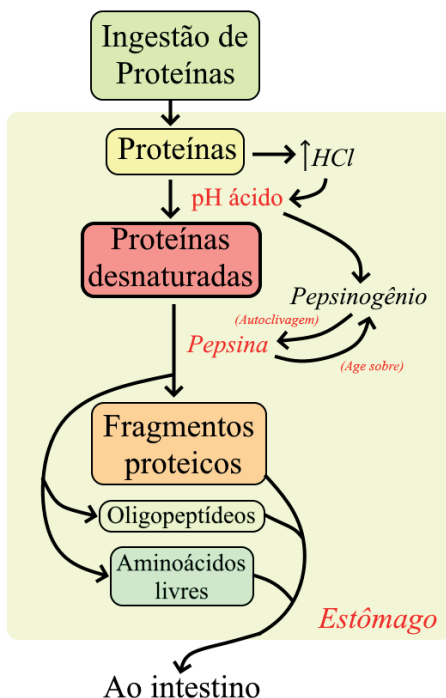 Ingestão de
Proteínas
Proteínas
↑HCl
pH ácido
Proteínas
desnaturadas
Pepsinogênio
(Autoclivagem)
Pepsina
(Age sobre)
Fragmentos
proteicos
Oligopeptídeos
Aminoácidos
livres
Estômago
Ao intestino